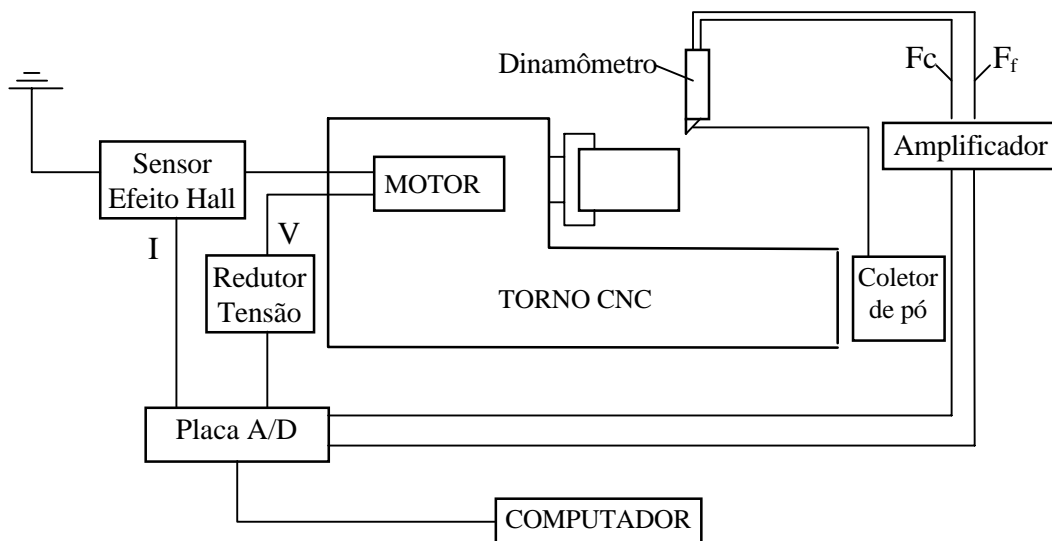 Dinamômetro
Fc
Ff
Amplificador
Sensor
Efeito Hall
MOTOR
I
V
Redutor
Tensão
TORNO CNC
Coletor
de pó
Placa A/D
COMPUTADOR